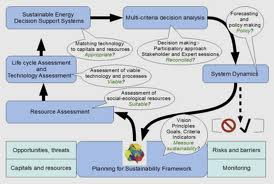 Sustainable Energy
Decision Support Systems
Multi-criteria decision analysis
Forecasting
and
policy making
Policy?
Matching technology
to capitals and resources
Appropriate?
Decision making -
Participatory approach
Stakeholder and Expert sessions
Reconciled?
Life cycle Assessment
and
Technology Assessment
Assessment of viable
technology and processes
Viable?
System Dynamics
Assessment of
social-ecological resources
Suitable?
Resource Assessment
Vision
Principles
Goals, Criteria
Indicators
Measure
sustainability?
Opportunities, threats
Capitals and resources
Planning for Sustainability Framework
Risks and barriers
Monitoring